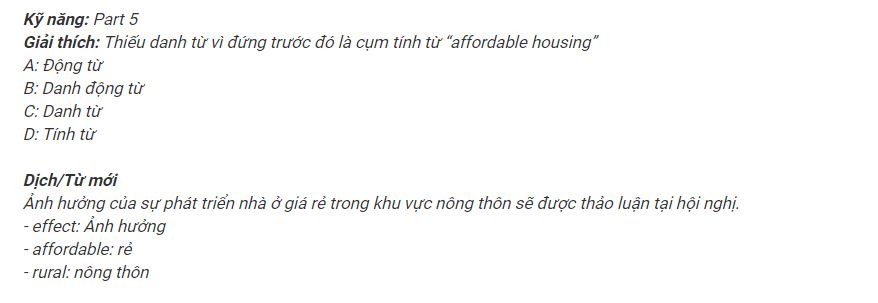 Kỹ năng: Part 5
Giải thích: Thiếu danh từ vì đứng trước đó là cụm tính từ “affordable housing”
A: Động từ
B: Danh động từ
C: Danh từ
D: Tính từ
Dịch/Từ mới
Ảnh hưởng của sự phát triển nhà ở giá rẻ trong khu vực nông thôn sẽ được thảo luận tại hội nghị.
- effect: Ảnh hưởng
- affordable: rẻ
- rural: nông thôn